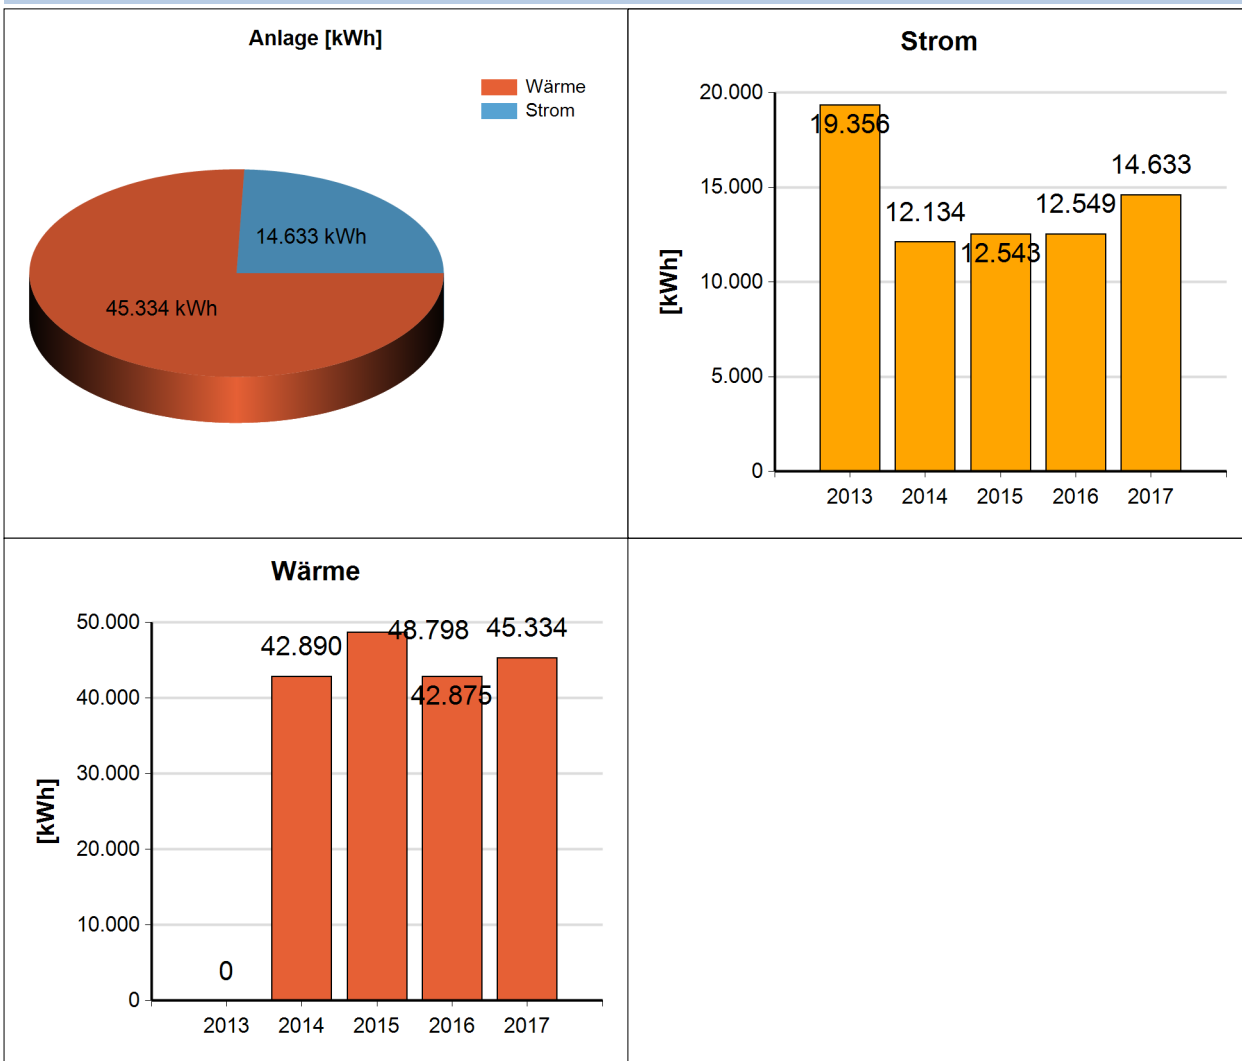 Anlage [kWh]
Wärme
Strom
14.633 kWh
45.334 kWh
Strom
[kWh]
20.000
15.000
10.000
5.000
0
19.356
12.134
12.543
12.549
14.633
2013 2014 2015 2016 2017
Wärme
[kWh]
50.000
40.000
30.000
20.000
10.000
0
0
42.890
48.798
42.875
45.334
2013 2014 2015 2016 2017